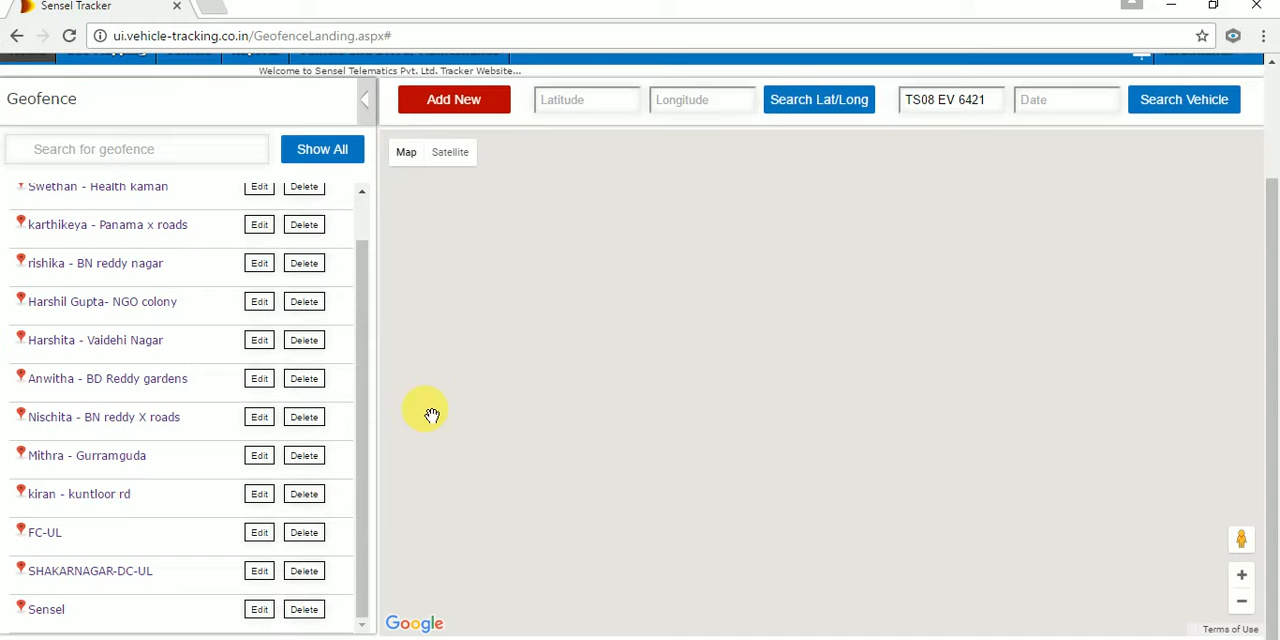 Sensel Tracker
ui.vehicle-tracking.co.in/GeofenceLanding.aspx#
Welcome to Sensel Telematics Pvt. Ltd. Tracker Website...
Geofence
Add New
Latitude
Longitude
Search Lat/Long
TS08 EV 6421
Date
Search Vehicle
Search for geofence
Show All
Map Satellite
Swethan - Health kaman Edit Delete
karthikeya - Panama x roads Edit Delete
rishika - BN reddy nagar Edit Delete
Harshil Gupta- NGO colony Edit Delete
Harshita - Vaidehi Nagar Edit Delete
Anwitha - BD Reddy gardens Edit Delete
Nischita - BN reddy X roads Edit Delete
Mithra - Gurramguda Edit Delete
kiran - kuntloor rd Edit Delete
FC-UL Edit Delete
SHAKARNAGAR-DC-UL Edit Delete
Sensel Edit Delete
Google
Terms of Use